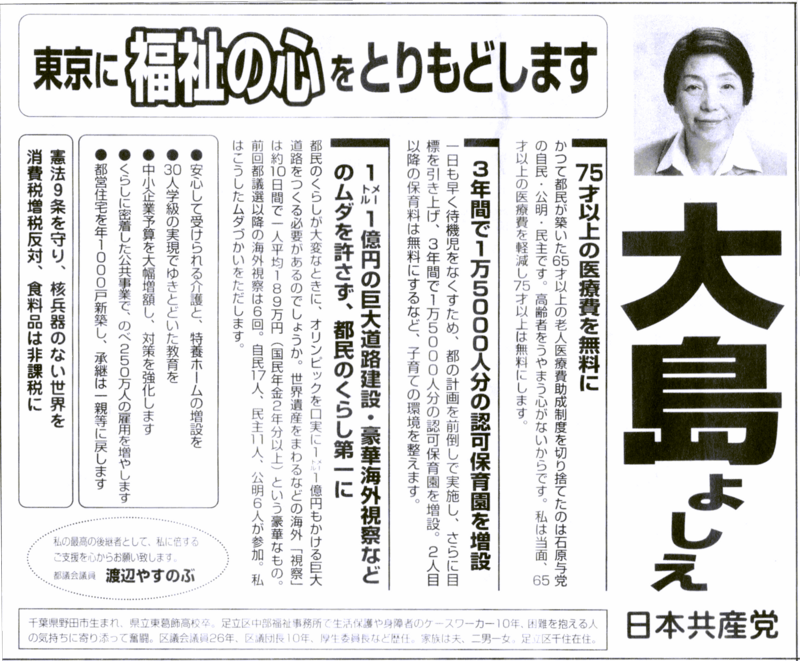 東京に福祉の心をとりもどします
大島よしえ
日本共産党
75才以上の医療費を無料に
かつて都民が築いた65才以上の老人医療費助成制度を切り捨てたのは石原与党
の自民・公明・民主です。高齢者をうやまう心がないからです。私は当面、65
才以上の医療費を軽減し75才以上は無料にします。
3年間で1万5000人分の認可保育園を増設
一日も早く待機児をなくすため、都の計画を前倒しで実施し、さらに目
標を引き上げ、3年間で1万5000人分の認可保育園を増設。2人目
以降の保育料は無料にするなど、子育ての環境を整えます。
1メートル1億円の巨大道路建設・豪華海外視察など
のムダを許さず、都民のくらし第一に
都民のくらしが大変なときに、オリンピックを口実に1メートル1億円もかける巨大
道路をつくる必要があるのでしょうか。世界遺産をまわるなどの海外「視察」
は約10日間で一人平均189万円(国民年金2年分以上)という豪華なもの。
前回都議選以降の海外視察は6回。自民17人、民主11人、公明6人が参加。私
はこうしたムダづかいをただします。
●安心して受けられる介護と、特養ホームの増設を
●30人学級の実現でゆきとどいた教育を
●中小企業予算を大幅増額し、対策を強化します
●くらしに密着した公共事業で、のべ250万人の雇用を増やします
●都営住宅を年1000戸新築し、承継は一親等に戻します
憲法9条を守り、核兵器のない世界を
消費税増税反対、食料品は非課税に
私の最高の後継者として、私に倍する
ご支援を心からお願い致します。
都議会議員 渡辺やすのぶ
千葉県野田市生まれ、県立東葛飾高校卒。足立区中部福祉事務所で生活保護や身障者のケースワーカー10年、困難を抱える人
の気持ちに寄り添って奮闘。区議会議員26年、区議団長10年、厚生委員長など歴任。家族は夫、二男一女。足立区千住在住。